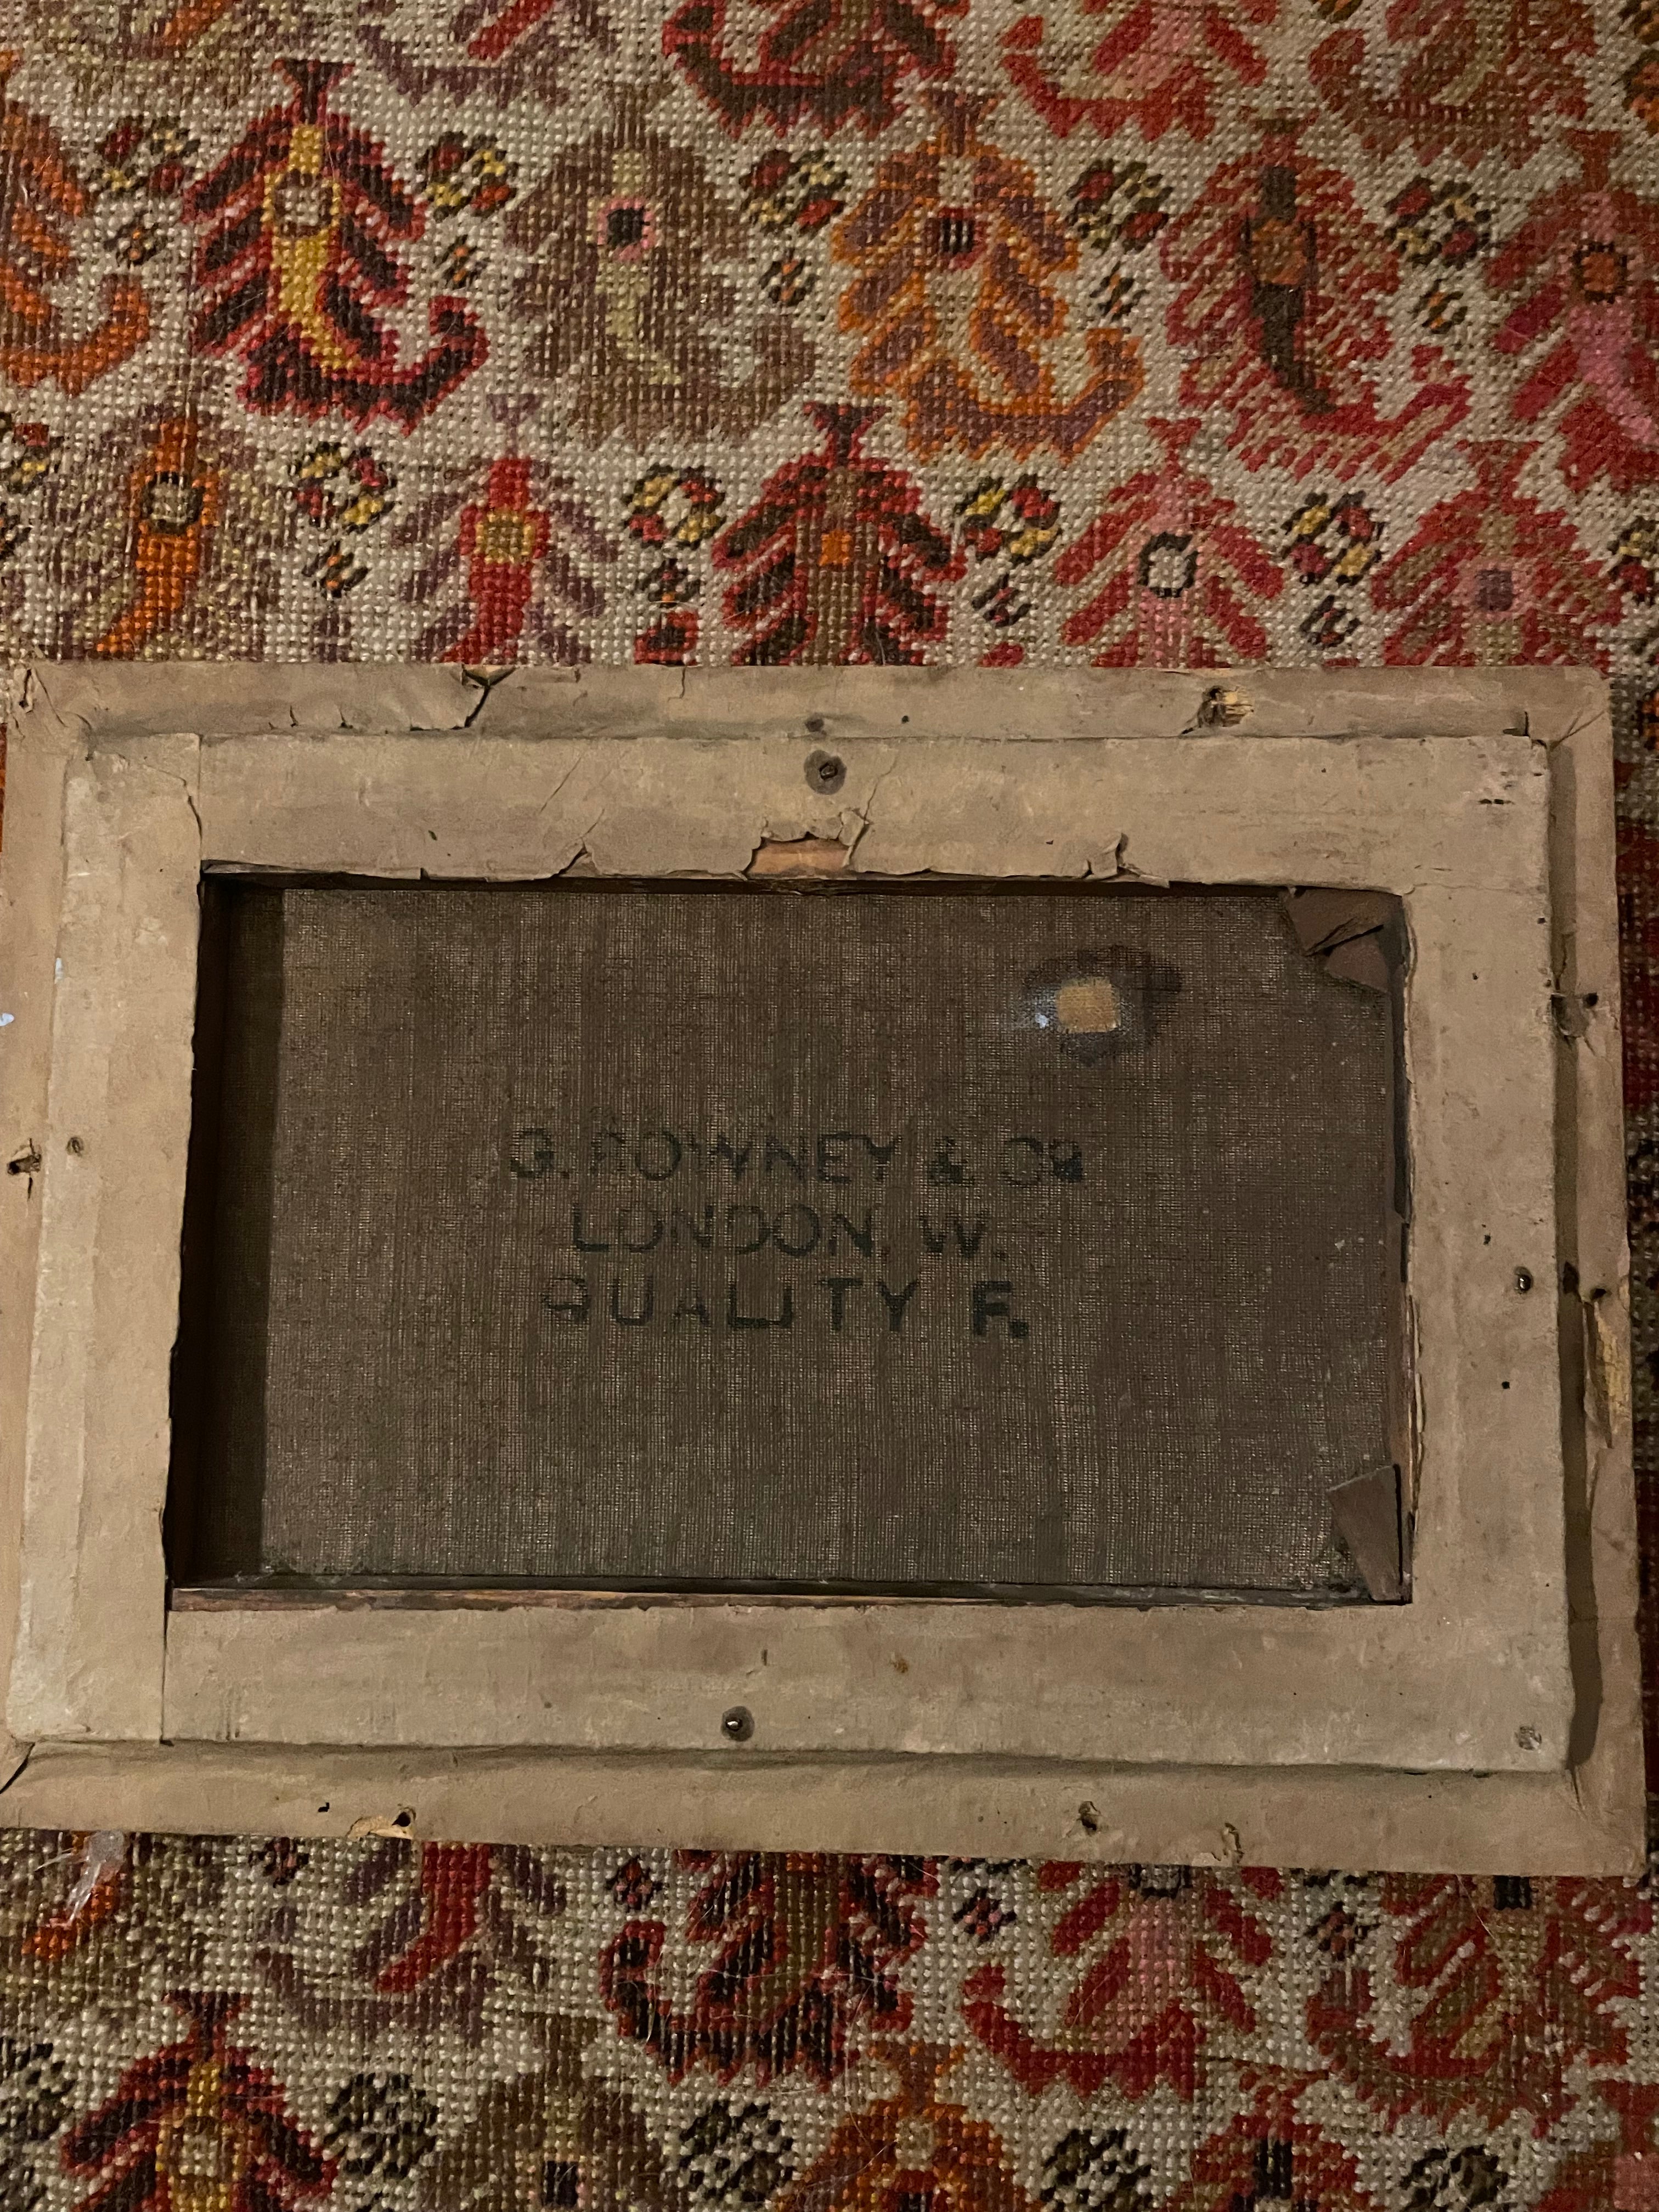 G. ROWNEY & Co
LONDON. W.
QUALITY F.